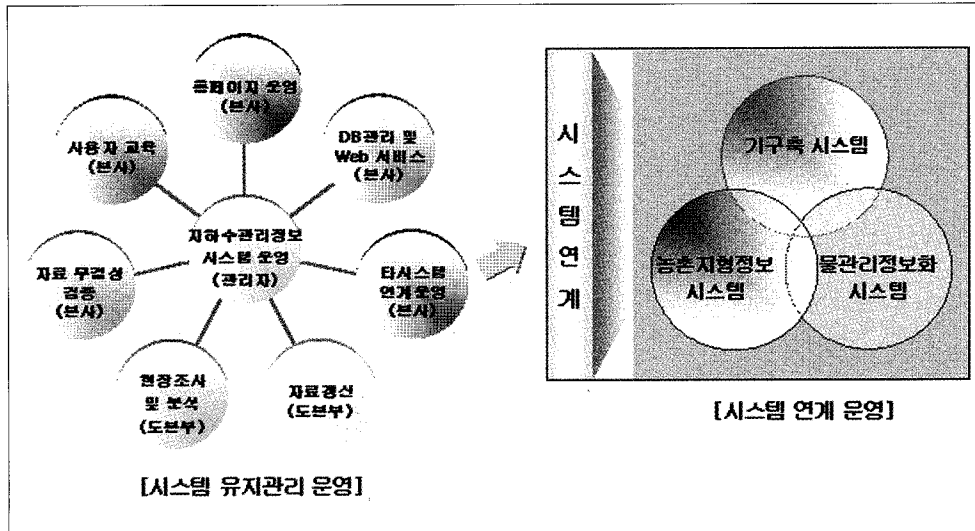 홈페이지 운영
(본사)
사용자 교육
(본사)
DB관리 및
Web 서비스
(본사)
지하수관리정보
시스템 운영
(관리자)
자료 무결성
검증
(본사)
타시스템
연계운영
(본사)
현장조사
및 분석
(도본부)
자료갱신
(도본부)
[시스템 유지관리 운영]
시스템연계
기구축 시스템
농촌지형정보
시스템
물관리정보화
시스템
[시스템 연계 운영]